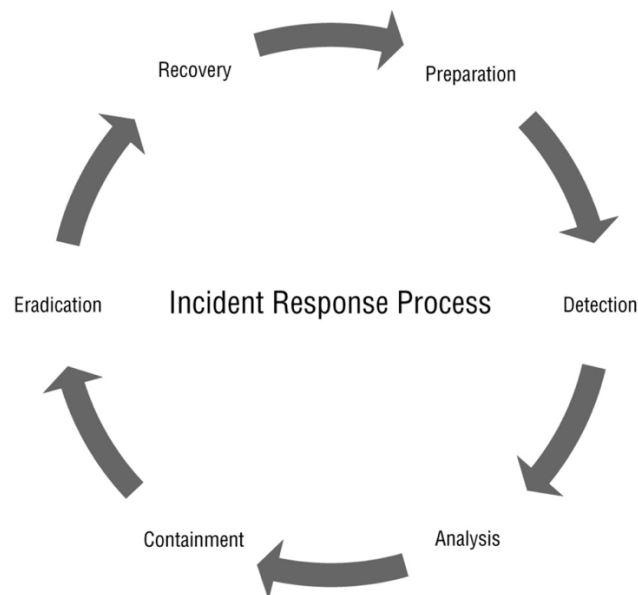 Recovery
Preparation
Eradication
Incident Response Process
Detection
Containment
Analysis